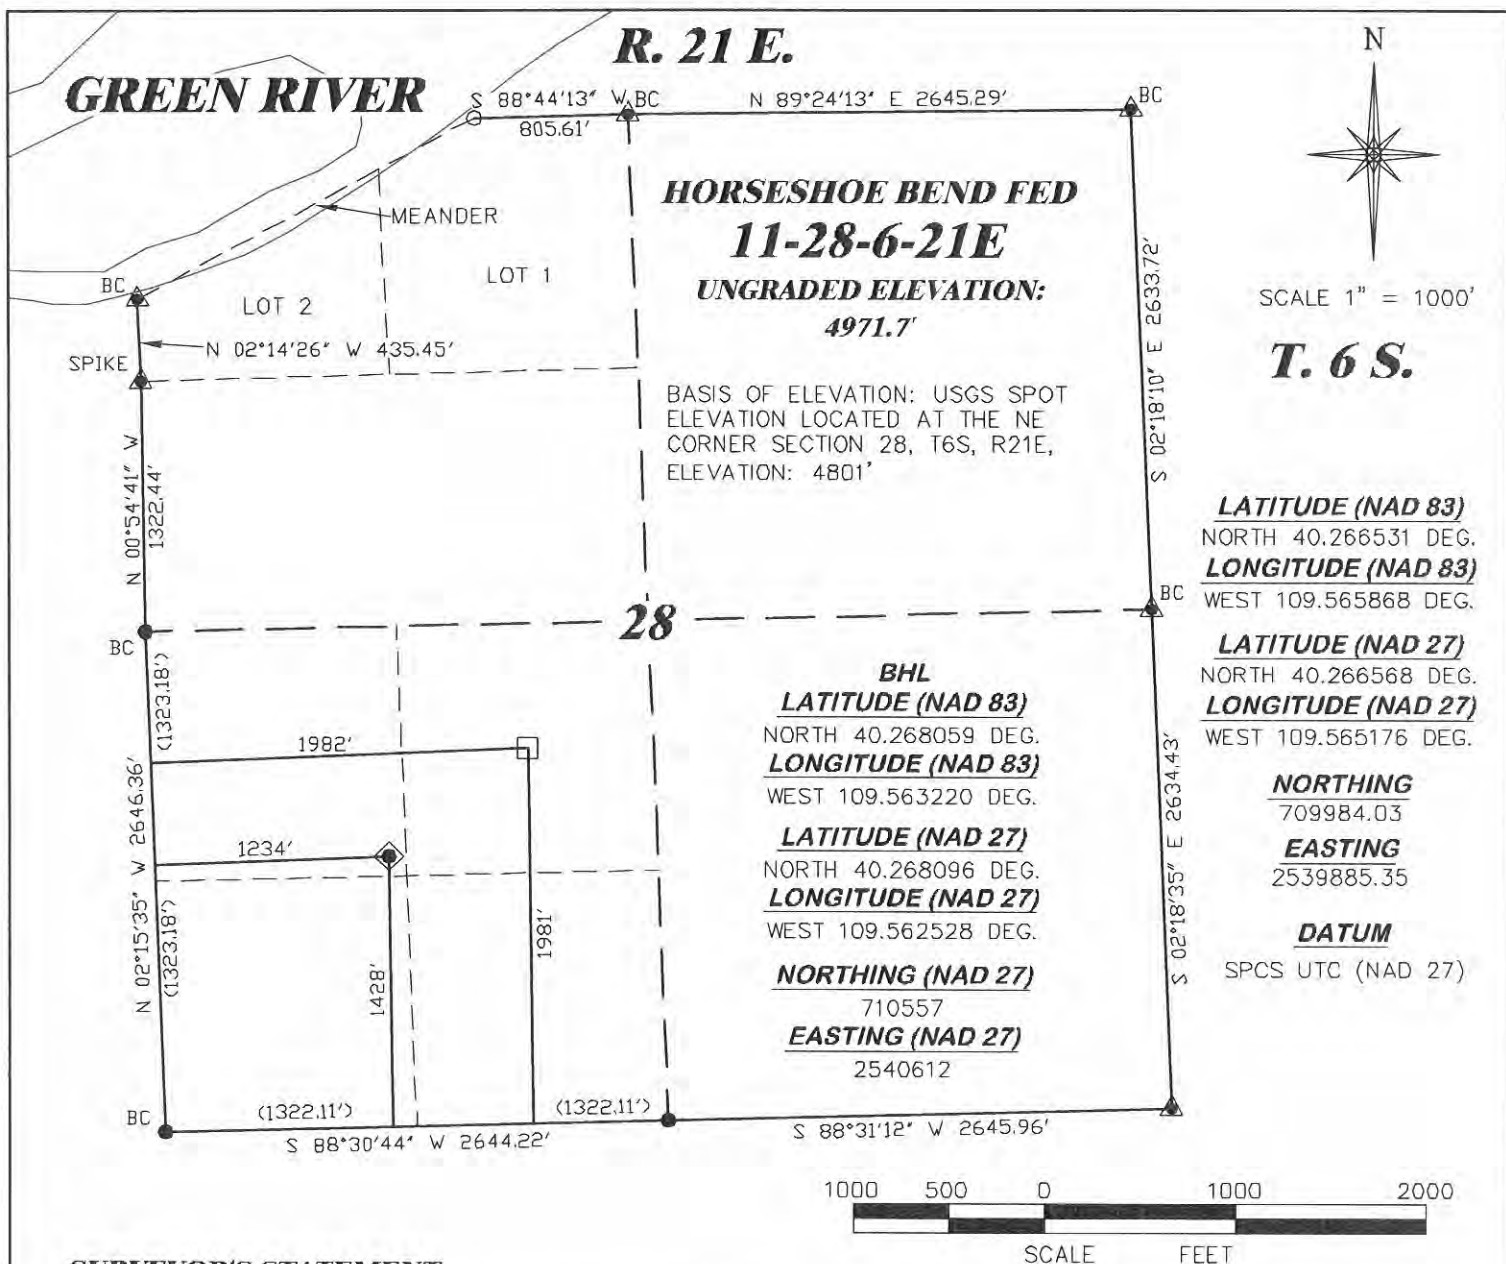 R. 21 E.
GREEN RIVER
N
S 88°44'13" W
805.61'
BC
N 89°24'13" E 2645.29'
BC
MEANDER
LOT 1
LOT 2
BC
SPIKE
N 02°14'26" W 435.45'
HORSESHOE BEND FED
11-28-6-21E
UNGRADED ELEVATION:
4971.7'
BASIS OF ELEVATION: USGS SPOT
ELEVATION LOCATED AT THE NE
CORNER SECTION 28, T6S, R21E,
ELEVATION: 4801'
S 02°18'10" E 2633.72'
SCALE 1" = 1000'
T. 6 S.
N 00°54'41" W
1322.44'
LATITUDE (NAD 83)
NORTH 40.266531 DEG.
LONGITUDE (NAD 83)
WEST 109.565868 DEG.
LATITUDE (NAD 27)
NORTH 40.266568 DEG.
LONGITUDE (NAD 27)
WEST 109.565176 DEG.
NORTHING
709984.03
EASTING
2539885.35
DATUM
SPCS UTC (NAD 27)
BC
28
BC
BHL
LATITUDE (NAD 83)
NORTH 40.268059 DEG.
LONGITUDE (NAD 83)
WEST 109.563220 DEG.
LATITUDE (NAD 27)
NORTH 40.268096 DEG.
LONGITUDE (NAD 27)
WEST 109.562528 DEG.
NORTHING (NAD 27)
710557
EASTING (NAD 27)
2540612
(1323.18')
1982'
N 02°15'35" W 2646.36'
1234'
(1323.18')
1428'
1981'
S 02°18'35" E 2634.43'
BC
(1322.11')
(1322.11')
S 88°30'44" W 2644.22'
S 88°31'12" W 2645.96'
1000 500 0 1000 2000
SCALE FEET
SURVEYOR'S STATEMENT